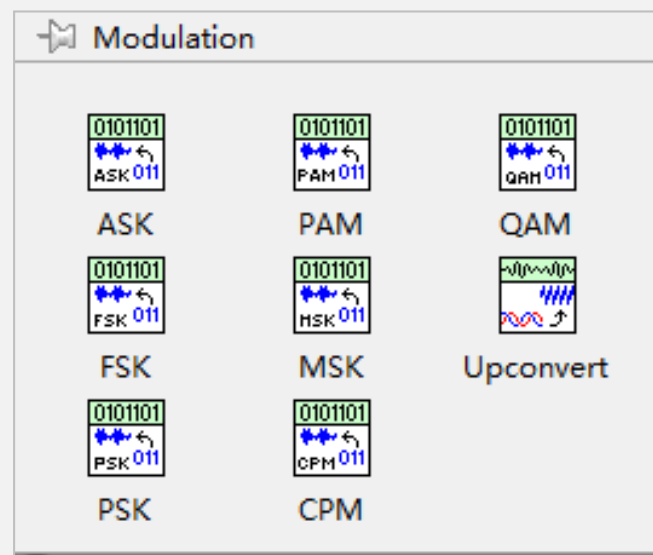 Modulation
0101101 0101101 0101101
ASK 011 PAM 011 QAM 011
ASK PAM QAM
0101101 0101101
FSK 011 MSK 011
FSK MSK Upconvert
0101101 0101101
PSK 011 CPM 011
PSK CPM